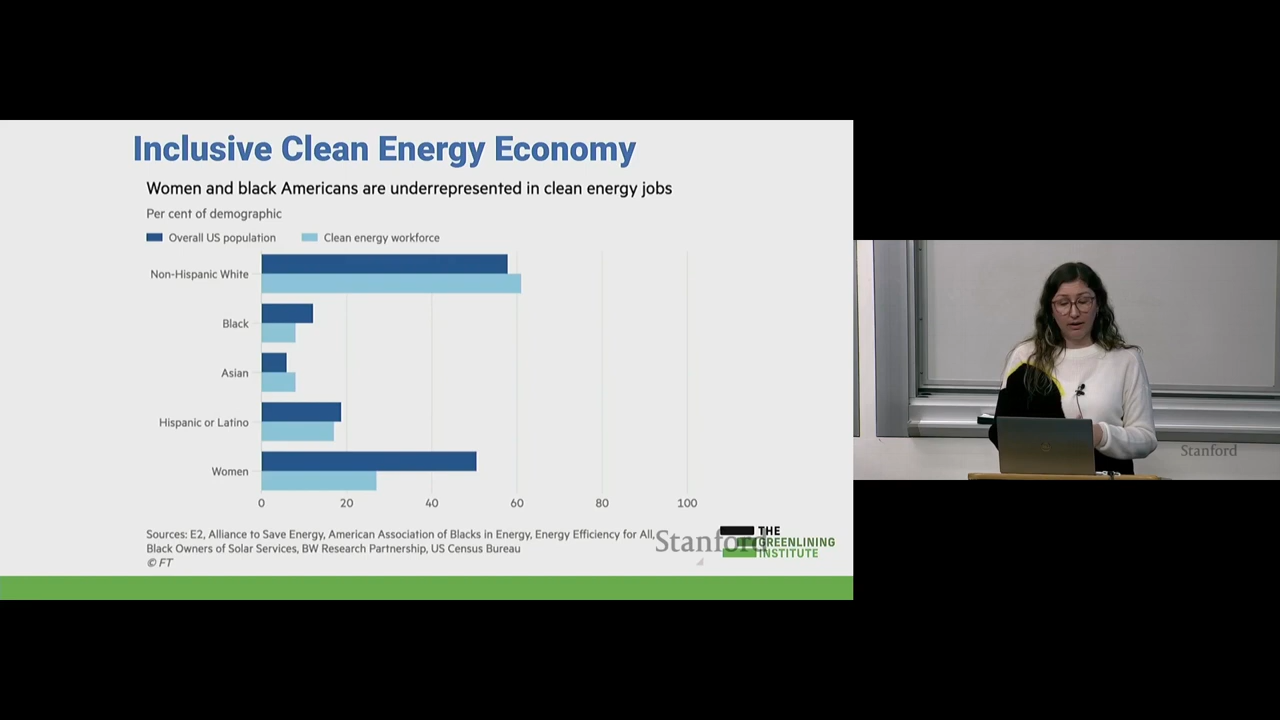 Inclusive Clean Energy Economy
Women and black Americans are underrepresented in clean energy jobs
Per cent of demographic
Overall US population
Clean energy workforce
Non-Hispanic White
Black
Asian
Hispanic or Latino
Women
0 20 40 60 80 100
Sources: E2, Alliance to Save Energy, American Association of Blacks in Energy, Energy Efficiency for All,
Black Owners of Solar Services, BW Research Partnership, US Census Bureau
© FT
Stanford
THE
GREENLINING
INSTITUTE
Stanford